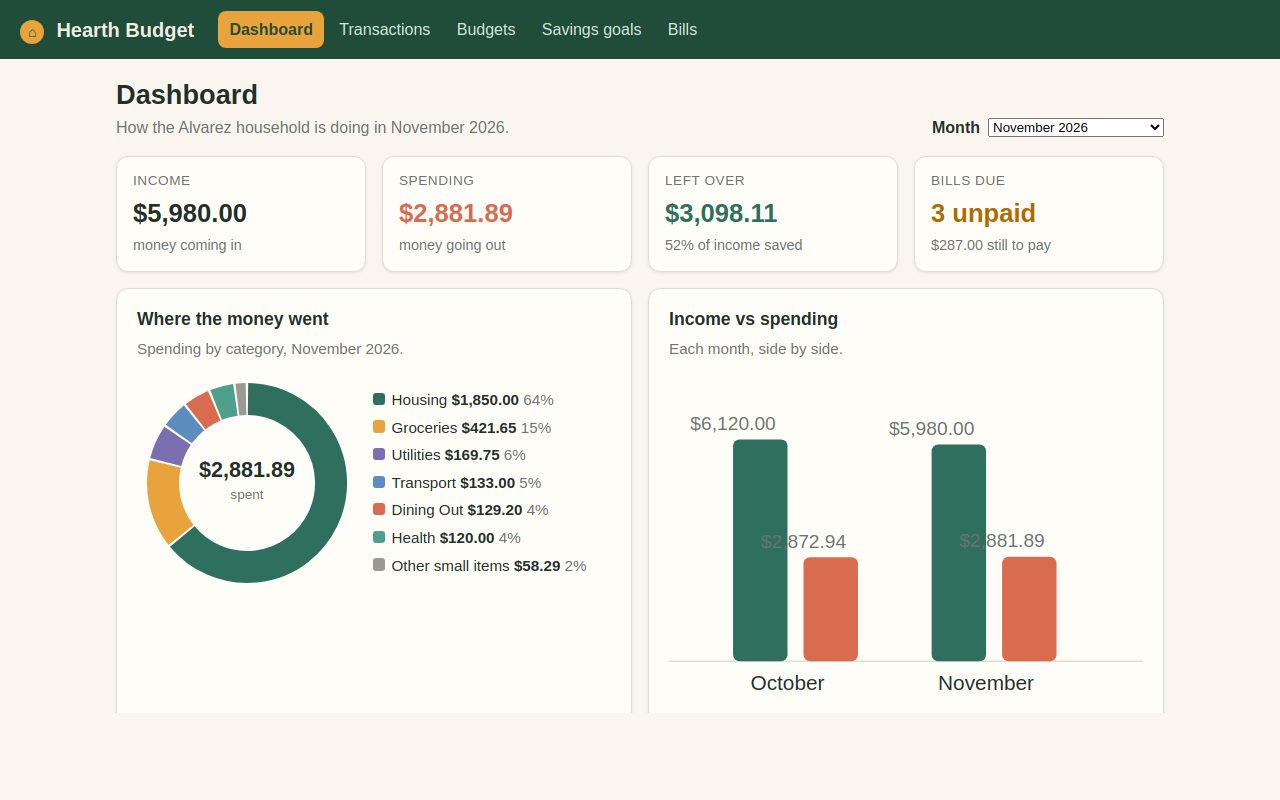 Hearth Budget Dashboard Transactions Budgets Savings goals Bills
Dashboard
How the Alvarez household is doing in November 2026.
Month November 2026
INCOME
$5,980.00
money coming in
SPENDING
$2,881.89
money going out
LEFT OVER
$3,098.11
52% of income saved
BILLS DUE
3 unpaid
$287.00 still to pay
Where the money went
Spending by category, November 2026.
$2,881.89
spent
Housing $1,850.00 64%
Groceries $421.65 15%
Utilities $169.75 6%
Transport $133.00 5%
Dining Out $129.20 4%
Health $120.00 4%
Other small items $58.29 2%
Income vs spending
Each month, side by side.
$6,120.00
$2,872.94
$5,980.00
$2,881.89
October
November